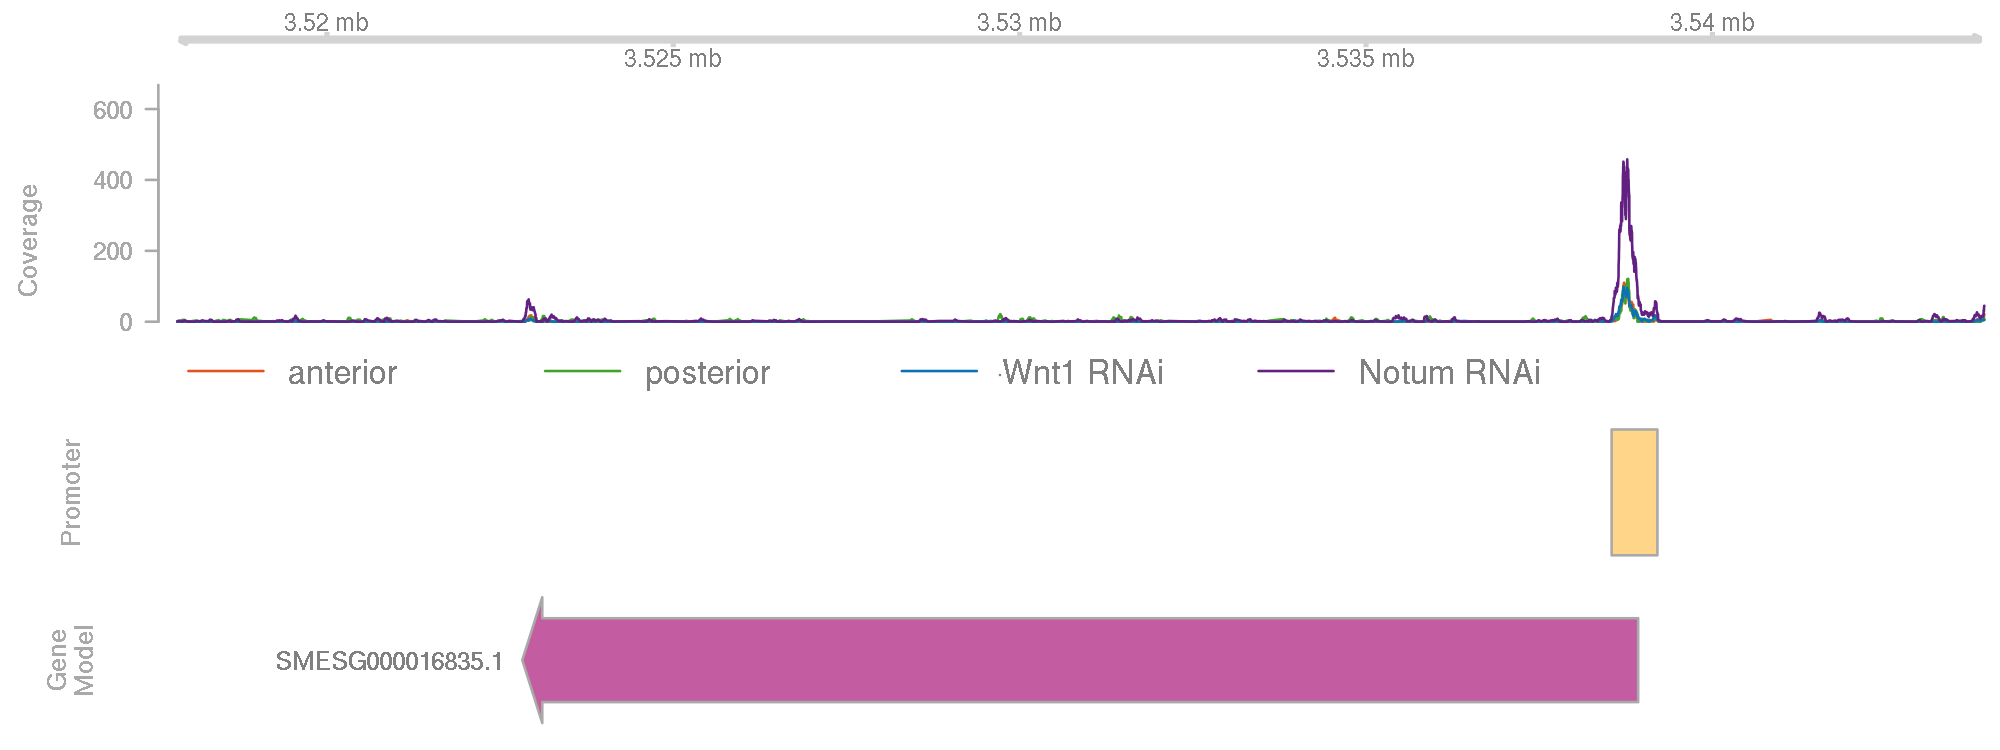 3.52 mb 3.53 mb 3.54 mb
3.525 mb 3.535 mb
Coverage
600
400
200
0
anterior posterior Wnt1 RNAi Notum RNAi
Promoter
Gene
Model
SMESG000016835.1